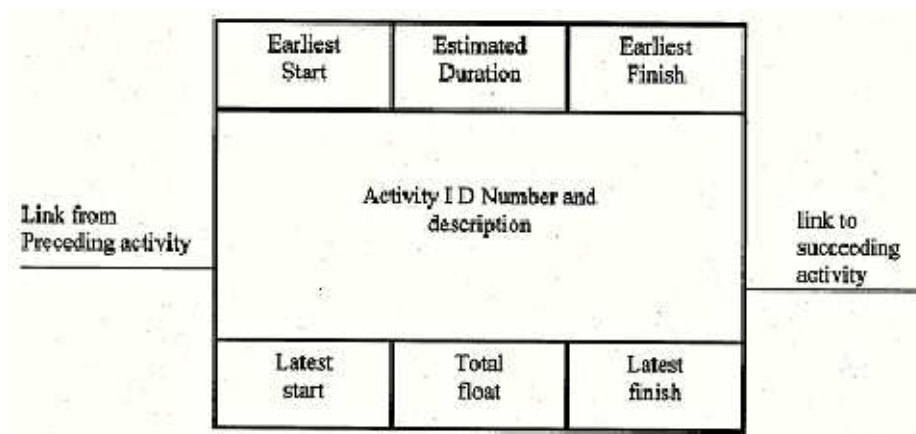 Earliest
Start
Estimated
Duration
Earliest
Finish
Activity I D Number and
description
Link from
Preceding activity
link to
succeeding
activity
Latest
start
Total
float
Latest
finish